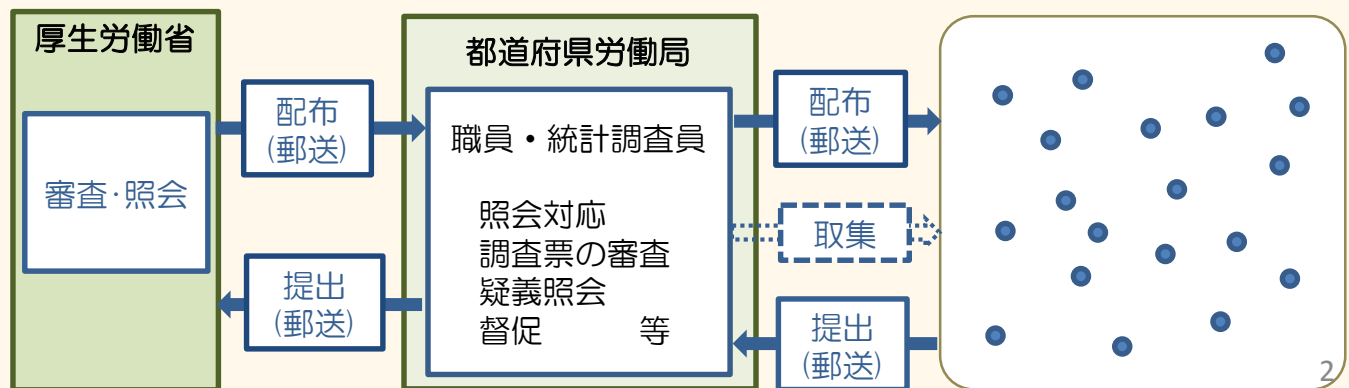 厚生労働省
審査･照会
配布
(郵送)
提出
(郵送)
都道府県労働局
職員・統計調査員
照会対応
調査票の審査
疑義照会
督促　　　等
配布
(郵送)
取集
提出
(郵送)
2